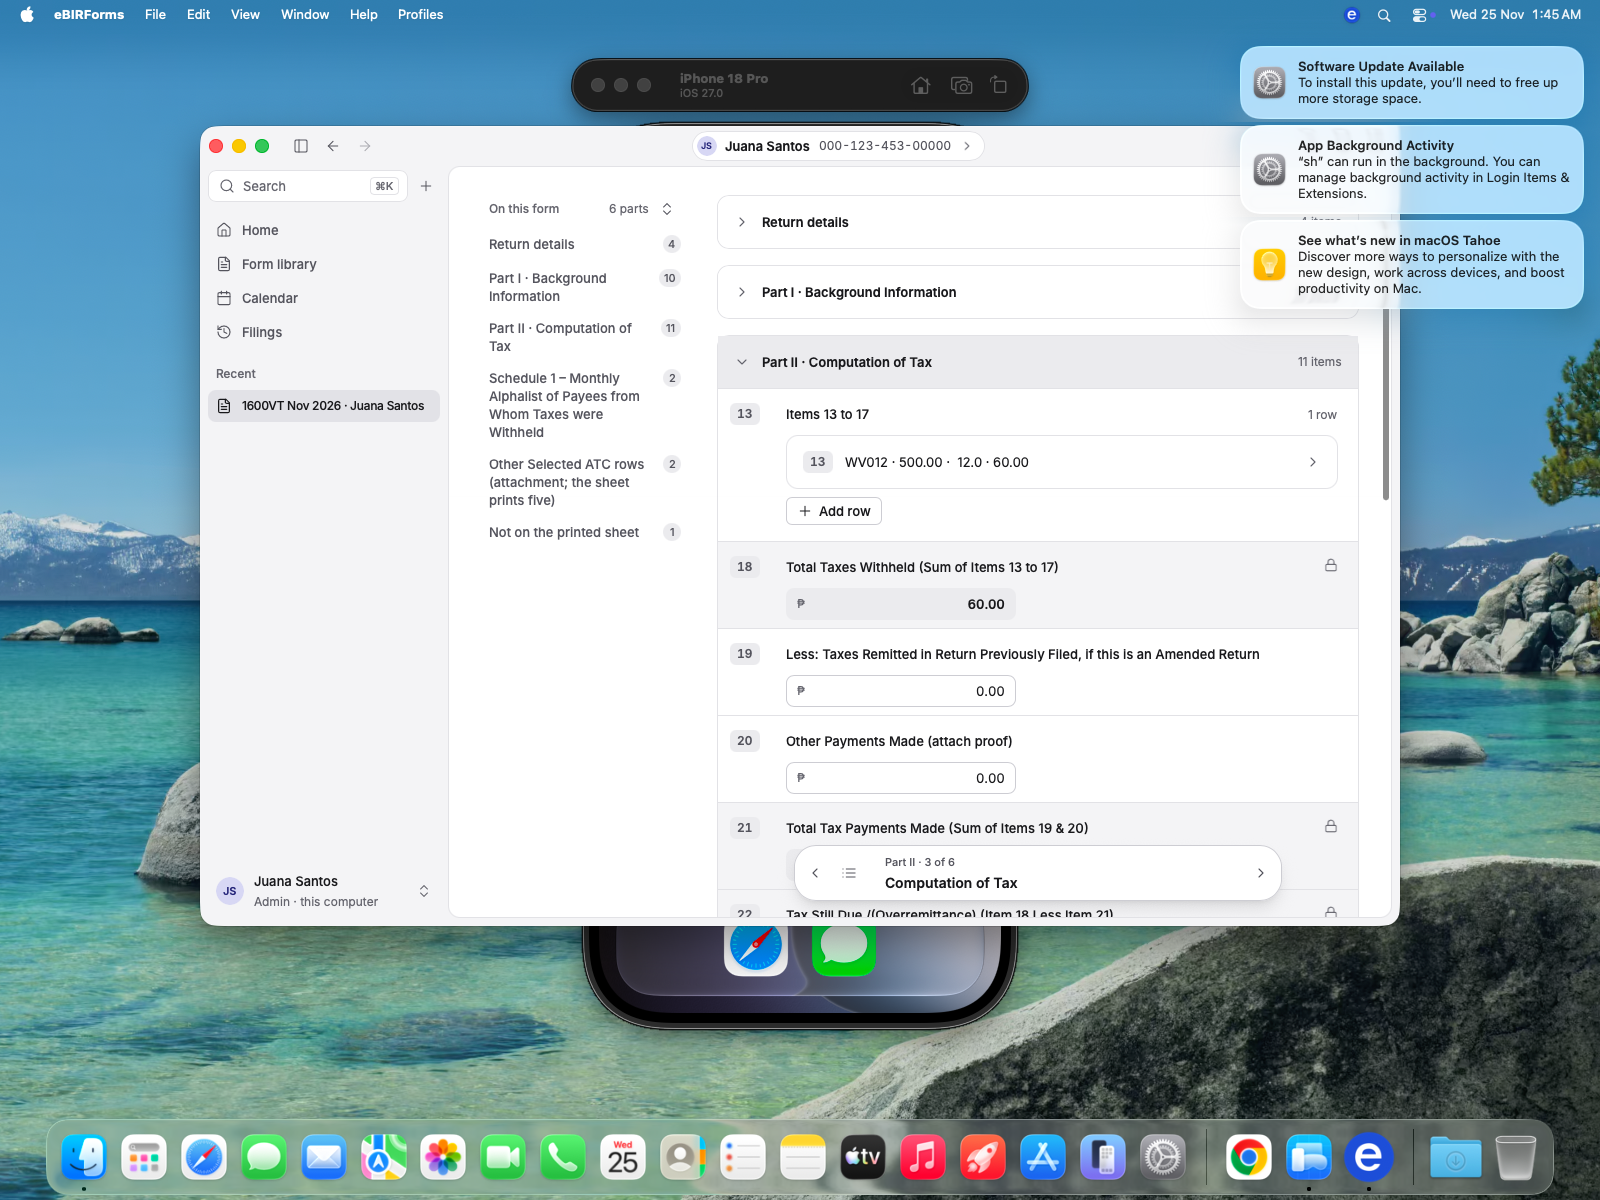 eBIRForms File Edit View Window Help Profiles
Wed 25 Nov 1:45 AM
iPhone 18 Pro
iOS 27.0
Software Update Available
To install this update, you’ll need to free up
more storage space.
App Background Activity
“sh” can run in the background. You can
manage background activity in Login Items &
Extensions.
See what’s new in macOS Tahoe
Discover more ways to personalize with the
new design, work across devices, and boost
productivity on Mac.
JS Juana Santos 000-123-453-00000
Search ⌘K
Home
Form library
Calendar
Filings
Recent
1600VT Nov 2026 · Juana Santos
JS Juana Santos
Admin · this computer
On this form 6 parts
Return details 4
Part I · Background 10
Information
Part II · Computation of 11
Tax
Schedule 1 – Monthly 2
Alphalist of Payees from
Whom Taxes were
Withheld
Other Selected ATC rows 2
(attachment; the sheet
prints five)
Not on the printed sheet 1
Return details
Part I · Background Information
Part II · Computation of Tax 11 items
13 Items 13 to 17 1 row
13 WV012 · 500.00 · 12.0 · 60.00
+ Add row
18 Total Taxes Withheld (Sum of Items 13 to 17)
₱ 60.00
19 Less: Taxes Remitted in Return Previously Filed, if this is an Amended Return
₱ 0.00
20 Other Payments Made (attach proof)
₱ 0.00
21 Total Tax Payments Made (Sum of Items 19 & 20)
Part II · 3 of 6
Computation of Tax
22 Tax Still Due /(Overremittance) (Item 18 Less Item 21)
Wed
25
tv
e